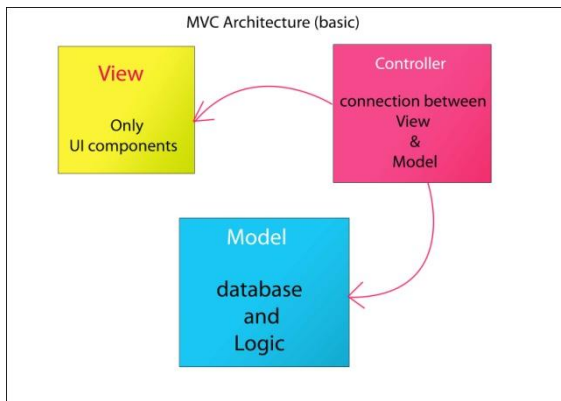 MVC Architecture (basic)
View
Only
UI components
Controller
connection between
View
&
Model
Model
database
and
Logic